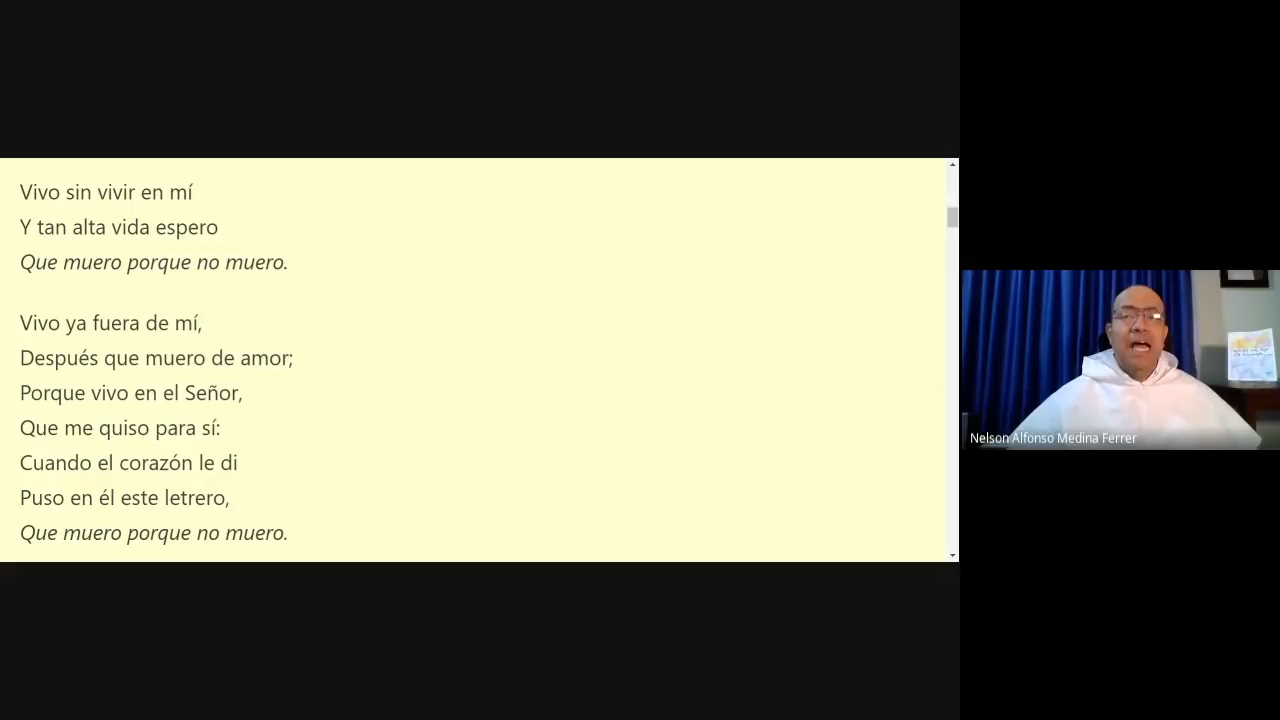 Vivo sin vivir en mí
Y tan alta vida espero
Que muero porque no muero.
Vivo ya fuera de mí,
Después que muero de amor;
Porque vivo en el Señor,
Que me quiso para sí:
Cuando el corazón le di
Puso en él este letrero,
Que muero porque no muero.
Nelson Alfonso Medina Ferrer